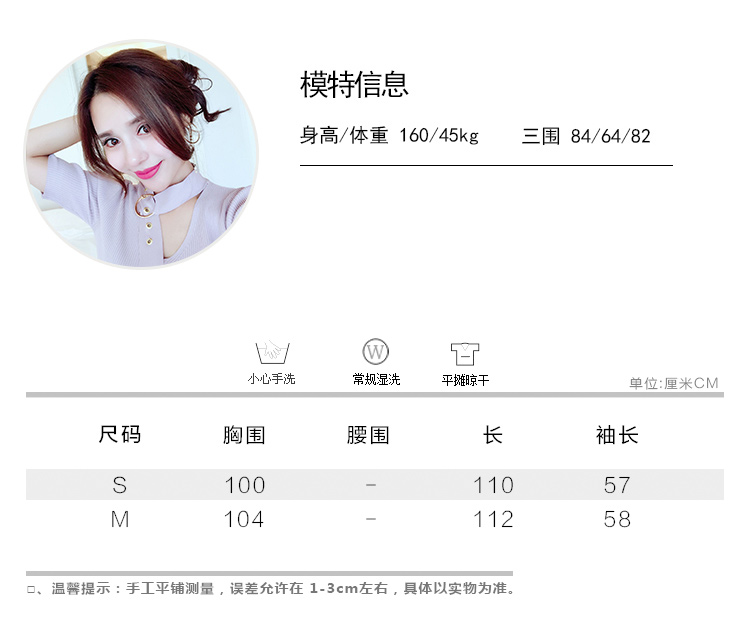 模特信息
身高/体重 160/45kg 三围 84/64/82
W
小心手洗 常规湿洗 平摊晾干 单位:厘米CM
尺码 胸围 腰围 长 袖长
S 100 - 110 57
M 104 - 112 58
□、温馨提示：手工平铺测量，误差允许在 1-3cm左右，具体以实物为准。